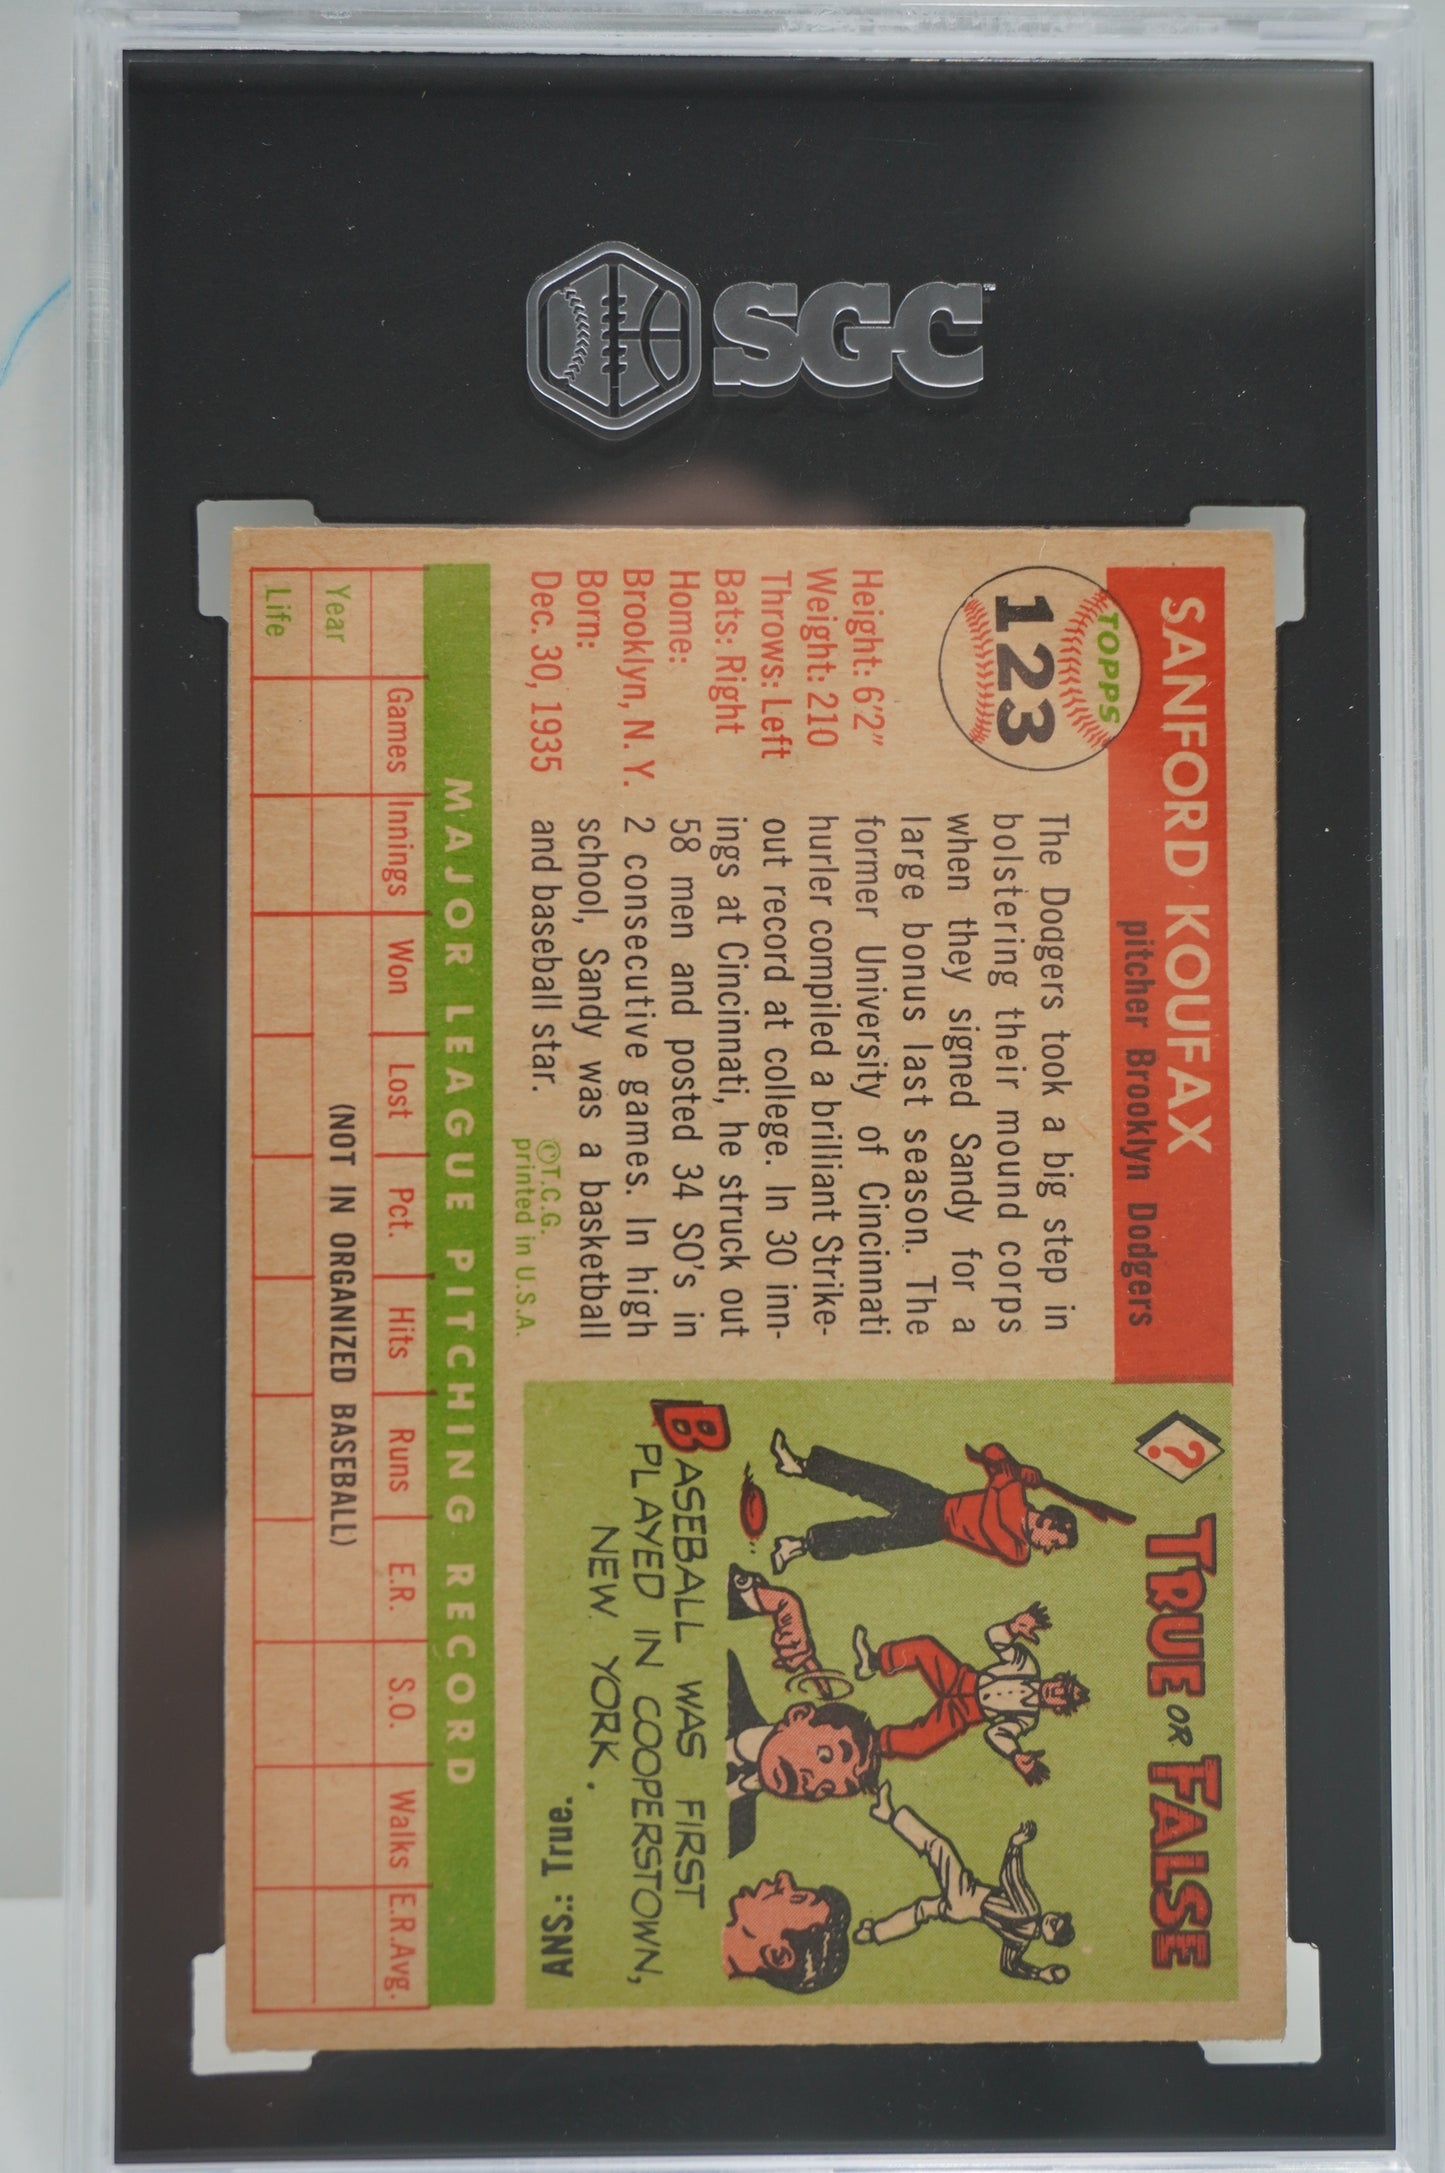 SGC
SANFORD KOUFAX
pitcher Brooklyn Dodgers
TOPPS
123
Height: 6'2"
Weight: 210
Throws: Left
Bats: Right
Home:
Brooklyn, N. Y.
Born:
Dec. 30, 1935
The Dodgers took a big step in
bolstering their mound corps
when they signed Sandy for a
large bonus last season. The
former University of Cincinnati
hurler compiled a brilliant Strike-
out record at college. In 30 inn-
ings at Cincinnati, he struck out
58 men and posted 34 SO's in
2 consecutive games. In high
school, Sandy was a basketball
and baseball star.
©T.C.G.
printed in U.S.A.
? TRUE OR FALSE
BASEBALL WAS FIRST
PLAYED IN COOPERSTOWN,
NEW YORK.
ANS.: True.
MAJOR LEAGUE PITCHING RECORD
Games Innings Won Lost Pct. Hits Runs E.R. S.O. Walks E.R.Avg.
Year (NOT IN ORGANIZED BASEBALL)
Life